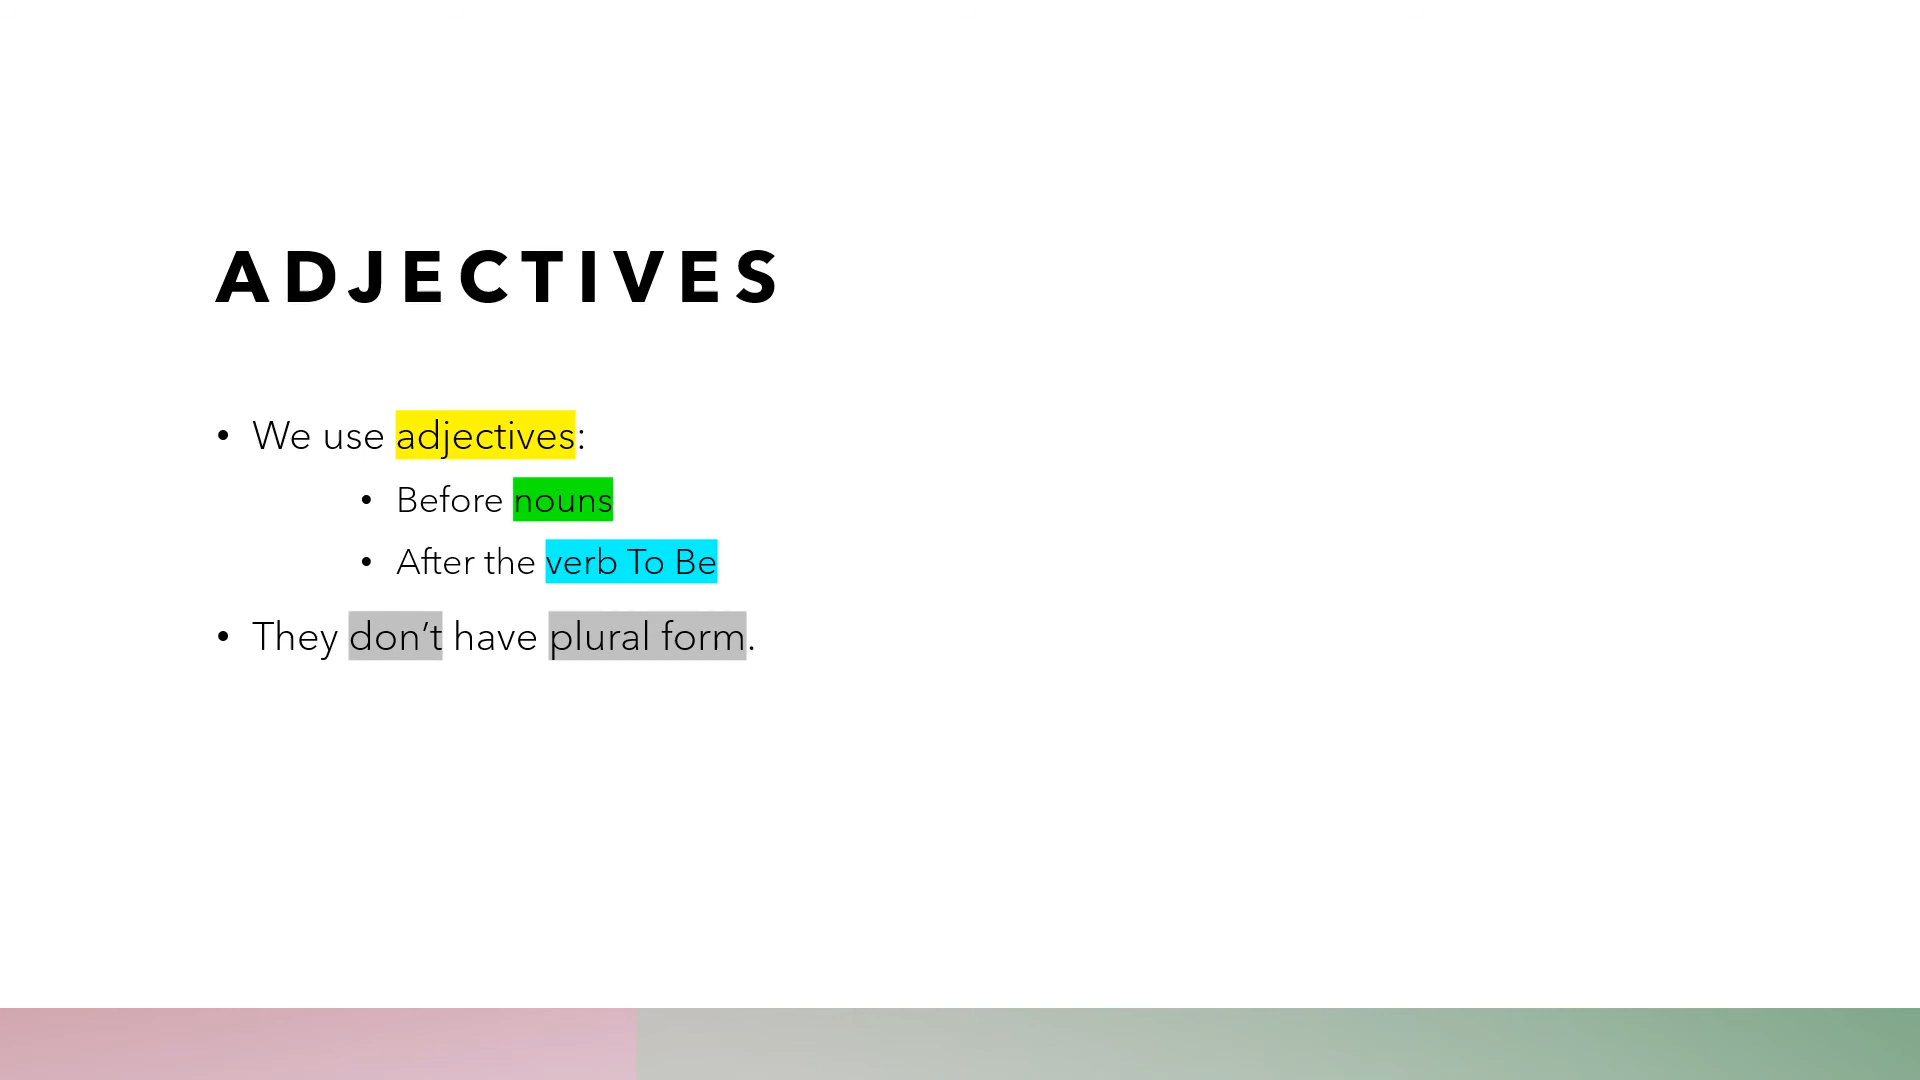 ADJECTIVES
• We use adjectives:
• Before nouns
• After the verb To Be
• They don’t have plural form.